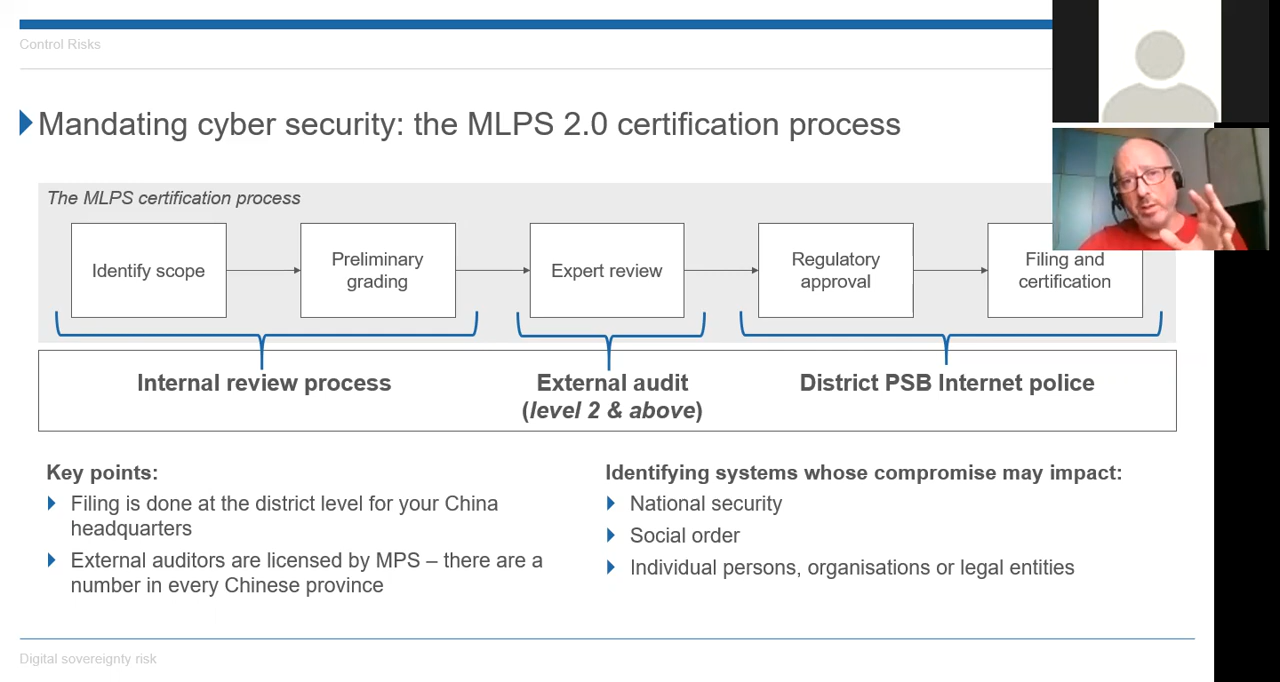 Control Risks
Mandating cyber security: the MLPS 2.0 certification process
The MLPS certification process
Identify scope
Preliminary
grading
Expert review
Regulatory
approval
Filing and
certification
Internal review process
External audit
(level 2 & above)
District PSB Internet police
Key points:
Filing is done at the district level for your China
headquarters
External auditors are licensed by MPS – there are a
number in every Chinese province
Identifying systems whose compromise may impact:
National security
Social order
Individual persons, organisations or legal entities
Digital sovereignty risk